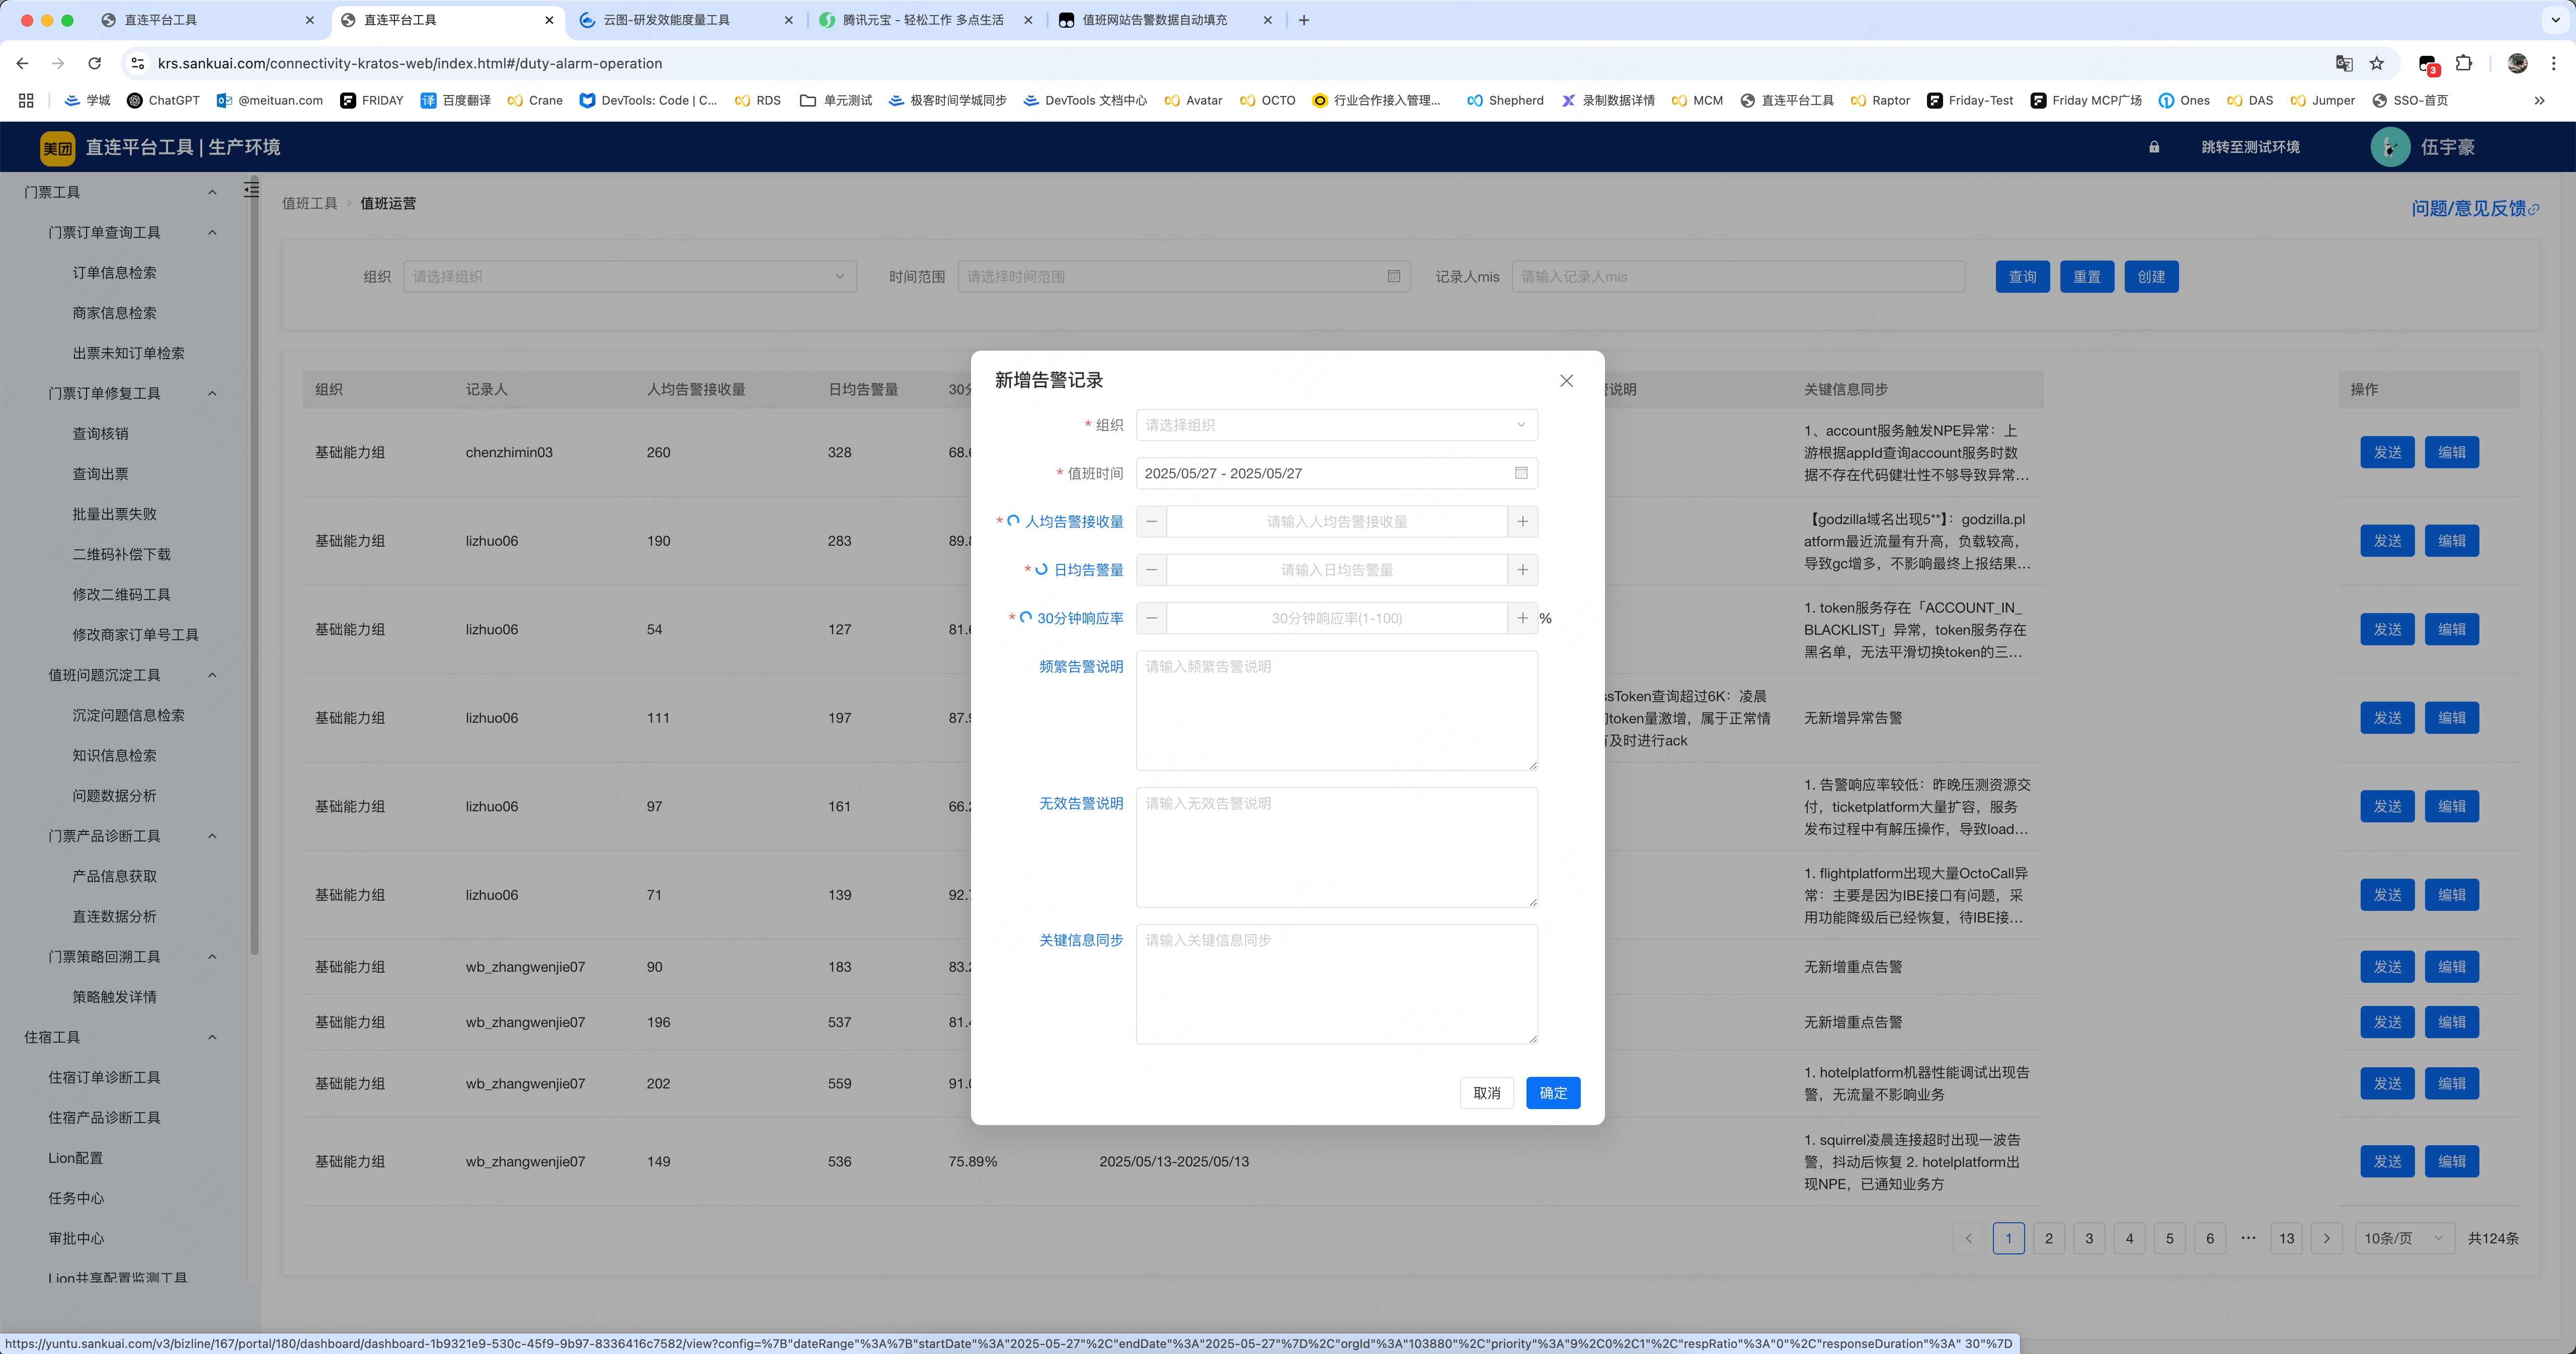 直连平台工具
直连平台工具
云图-研发效能度量工具
腾讯元宝 - 轻松工作 多点生活
值班网站告警数据自动填充
krs.sankuai.com/connectivity-kratos-web/index.html#/duty-alarm-operation
3
学城
ChatGPT
@meituan.com
FRIDAY
百度翻译
Crane
DevTools: Code | C...
RDS
单元测试
极客时间学城同步
DevTools 文档中心
Avatar
OCTO
行业合作接入管理...
Shepherd
录制数据详情
MCM
直连平台工具
Raptor
Friday-Test
Friday MCP广场
Ones
DAS
Jumper
SSO-首页
美团
直连平台工具 | 生产环境
跳转至测试环境
伍宇豪
门票工具
门票订单查询工具
订单信息检索
商家信息检索
出票未知订单检索
门票订单修复工具
查询核销
查询出票
批量出票失败
二维码补偿下载
修改二维码工具
修改商家订单号工具
值班问题沉淀工具
沉淀问题信息检索
知识信息检索
问题数据分析
门票产品诊断工具
产品信息获取
直连数据分析
门票策略回溯工具
策略触发详情
住宿工具
住宿订单诊断工具
住宿产品诊断工具
Lion配置
任务中心
审批中心
Lion共享配置监测工具
值班工具 > 值班运营
问题/意见反馈
组织 请选择组织
时间范围 请选择时间范围
记录人mis 请输入记录人mis
查询 重置 创建
组织 记录人 人均告警接收量 日均告警量 30分 说明 关键信息同步 操作
基础能力组 chenzhimin03 260 328 68.
1、account服务触发NPE异常：上
游根据appId查询account服务时数
据不存在代码健壮性不够导致异常...
发送 编辑
基础能力组 lizhuo06 190 283 89.
【godzilla域名出现5**】：godzilla.pl
atform最近流量有升高，负载较高，
导致gc增多，不影响最终上报结果...
发送 编辑
基础能力组 lizhuo06 54 127 81.
1. token服务存在「ACCOUNT_IN_
BLACKLIST」异常，token服务存在
黑名单，无法平滑切换token的三...
发送 编辑
基础能力组 lizhuo06 111 197 87.
ssToken查询超过6K：凌晨
token量激增，属于正常情
及时进行ack
无新增异常告警
发送 编辑
基础能力组 lizhuo06 97 161 66.
1. 告警响应率较低：昨晚压测资源交
付，ticketplatform大量扩容，服务
发布过程中有解压操作，导致load...
发送 编辑
基础能力组 lizhuo06 71 139 92.
1. flightplatform出现大量OctoCall异
常：主要是因为IBE接口有问题，采
用功能降级后已经恢复，待IBE接...
发送 编辑
基础能力组 wb_zhangwenjie07 90 183 83. 无新增重点告警 发送 编辑
基础能力组 wb_zhangwenjie07 196 537 81. 无新增重点告警 发送 编辑
基础能力组 wb_zhangwenjie07 202 559 91.
1. hotelplatform机器性能调试出现告
警，无流量不影响业务
发送 编辑
基础能力组 wb_zhangwenjie07 149 536 75.89% 2025/05/13-2025/05/13
1. squirrel凌晨连接超时出现一波告
警，抖动后恢复 2. hotelplatform出
现NPE，已通知业务方
发送 编辑
1 2 3 4 5 6 ••• 13 10条/页 共124条
新增告警记录
* 组织 请选择组织
* 值班时间 2025/05/27 - 2025/05/27
* 人均告警接收量 请输入人均告警接收量
* 日均告警量 请输入日均告警量
* 30分钟响应率 30分钟响应率(1-100) %
频繁告警说明 请输入频繁告警说明
无效告警说明 请输入无效告警说明
关键信息同步 请输入关键信息同步
取消 确定
https://yuntu.sankuai.com/v3/bizline/167/portal/180/dashboard/dashboard-1b9321e9-530c-45f9-9b97-8336416c7582/view?config=%7B"dateRange"%3A%7B"startDate"%3A"2025-05-27"%2C"endDate"%3A"2025-05-27"%7D%2C"orgId"%3A"103880"%2C"priority"%3A"9%2C0%2C1"%2C"respRatio"%3A"0"%2C"responseDuration"%3A" 30"%7D